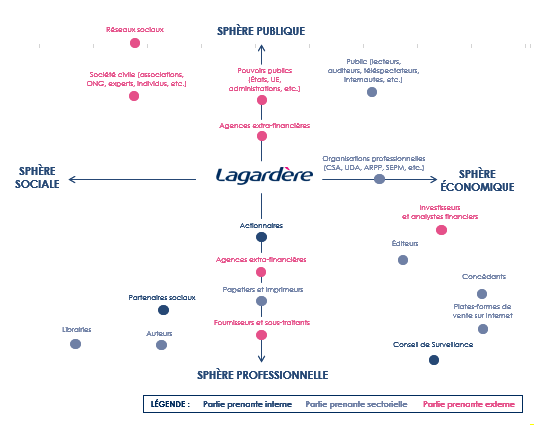 Réseaux sociaux
SPHÈRE PUBLIQUE
Société civile (associations,
ONG, experts, individus, etc.)
Pouvoirs publics
(États, UE,
administrations, etc.)
Public (lecteurs,
auditeurs, téléspectateurs,
internautes, etc.)
Agences extra-financières
SPHÈRE
SOCIALE
Lagardère
Organisations professionnelles
(CSA, UDA, ARPP, SEPM, etc.)
SPHÈRE
ÉCONOMIQUE
Investisseurs
et analystes financiers
Actionnaires
Éditeurs
Agences extra-financières
Concédants
Papetiers et imprimeurs
Partenaires sociaux
Plates-formes de
vente sur Internet
Fournisseurs et sous-traitants
Librairies
Auteurs
Conseil de Surveillance
SPHÈRE PROFESSIONNELLE
LÉGENDE : Partie prenante interne Partie prenante sectorielle Partie prenante externe